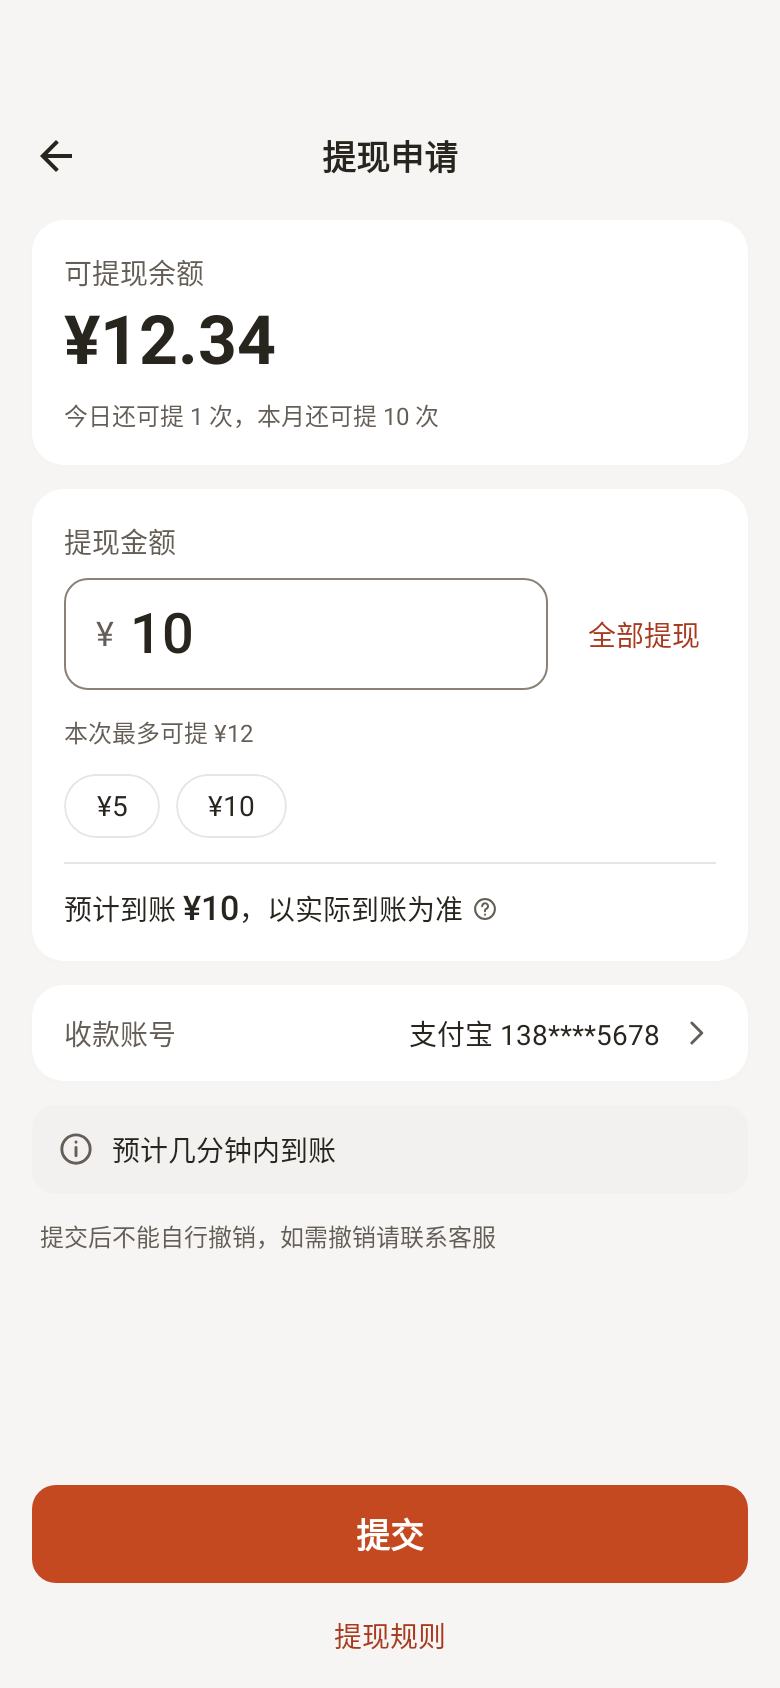 提现申请
可提现余额
¥12.34
今日还可提 1 次，本月还可提 10 次
提现金额
¥ 10
全部提现
本次最多可提 ¥12
¥5
¥10
预计到账 ¥10，以实际到账为准
收款账号
支付宝 138****5678
预计几分钟内到账
提交后不能自行撤销，如需撤销请联系客服
提交
提现规则